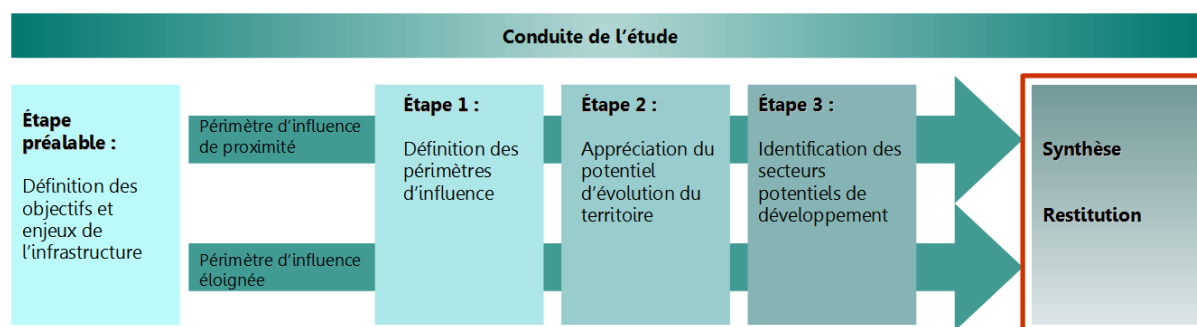 Conduite de l'étude
Étape
préalable :
Définition des
objectifs et
enjeux de
l'infrastructure
Périmètre d'influence
de proximité
Périmètre d'influence
éloignée
Étape 1 :
Définition des
périmètres
d'influence
Étape 2 :
Appréciation du
potentiel
d'évolution du
territoire
Étape 3 :
Identification des
secteurs
potentiels de
développement
Synthèse
Restitution